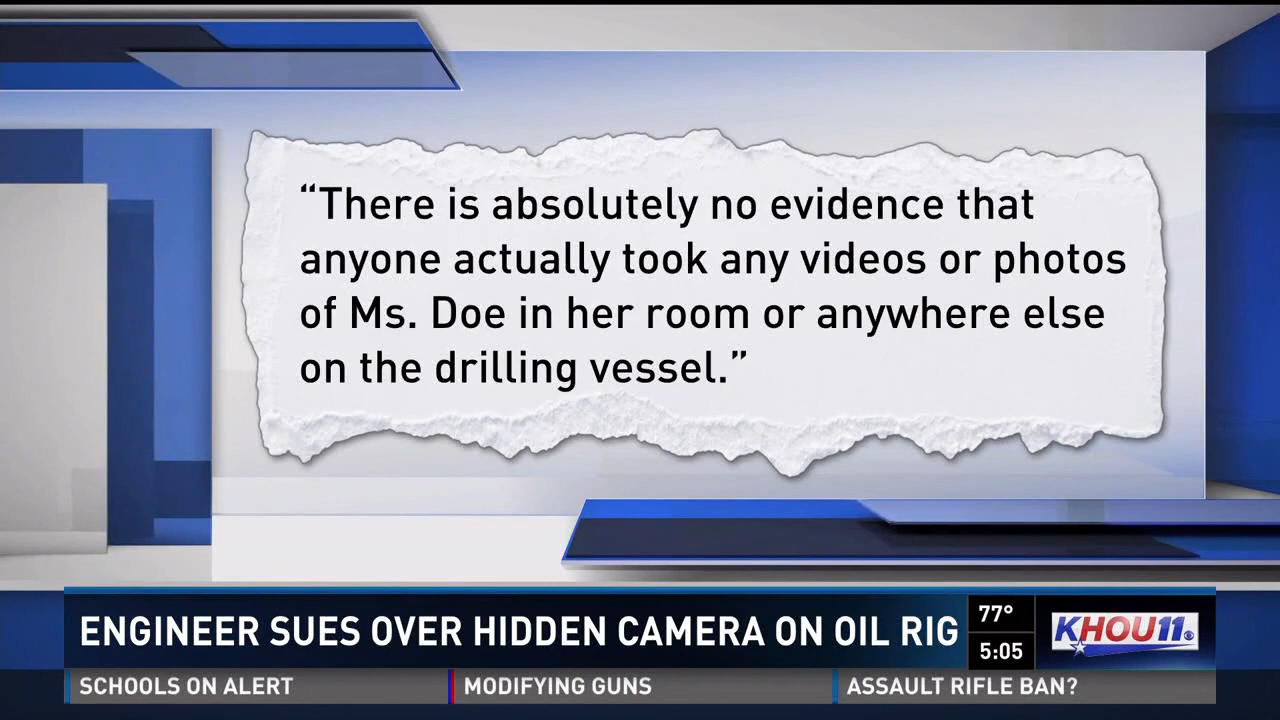 “There is absolutely no evidence that
anyone actually took any videos or photos
of Ms. Doe in her room or anywhere else
on the drilling vessel.”
ENGINEER SUES OVER HIDDEN CAMERA ON OIL RIG
77°
5:05
KHOU11
SCHOOLS ON ALERT
MODIFYING GUNS
ASSAULT RIFLE BAN?